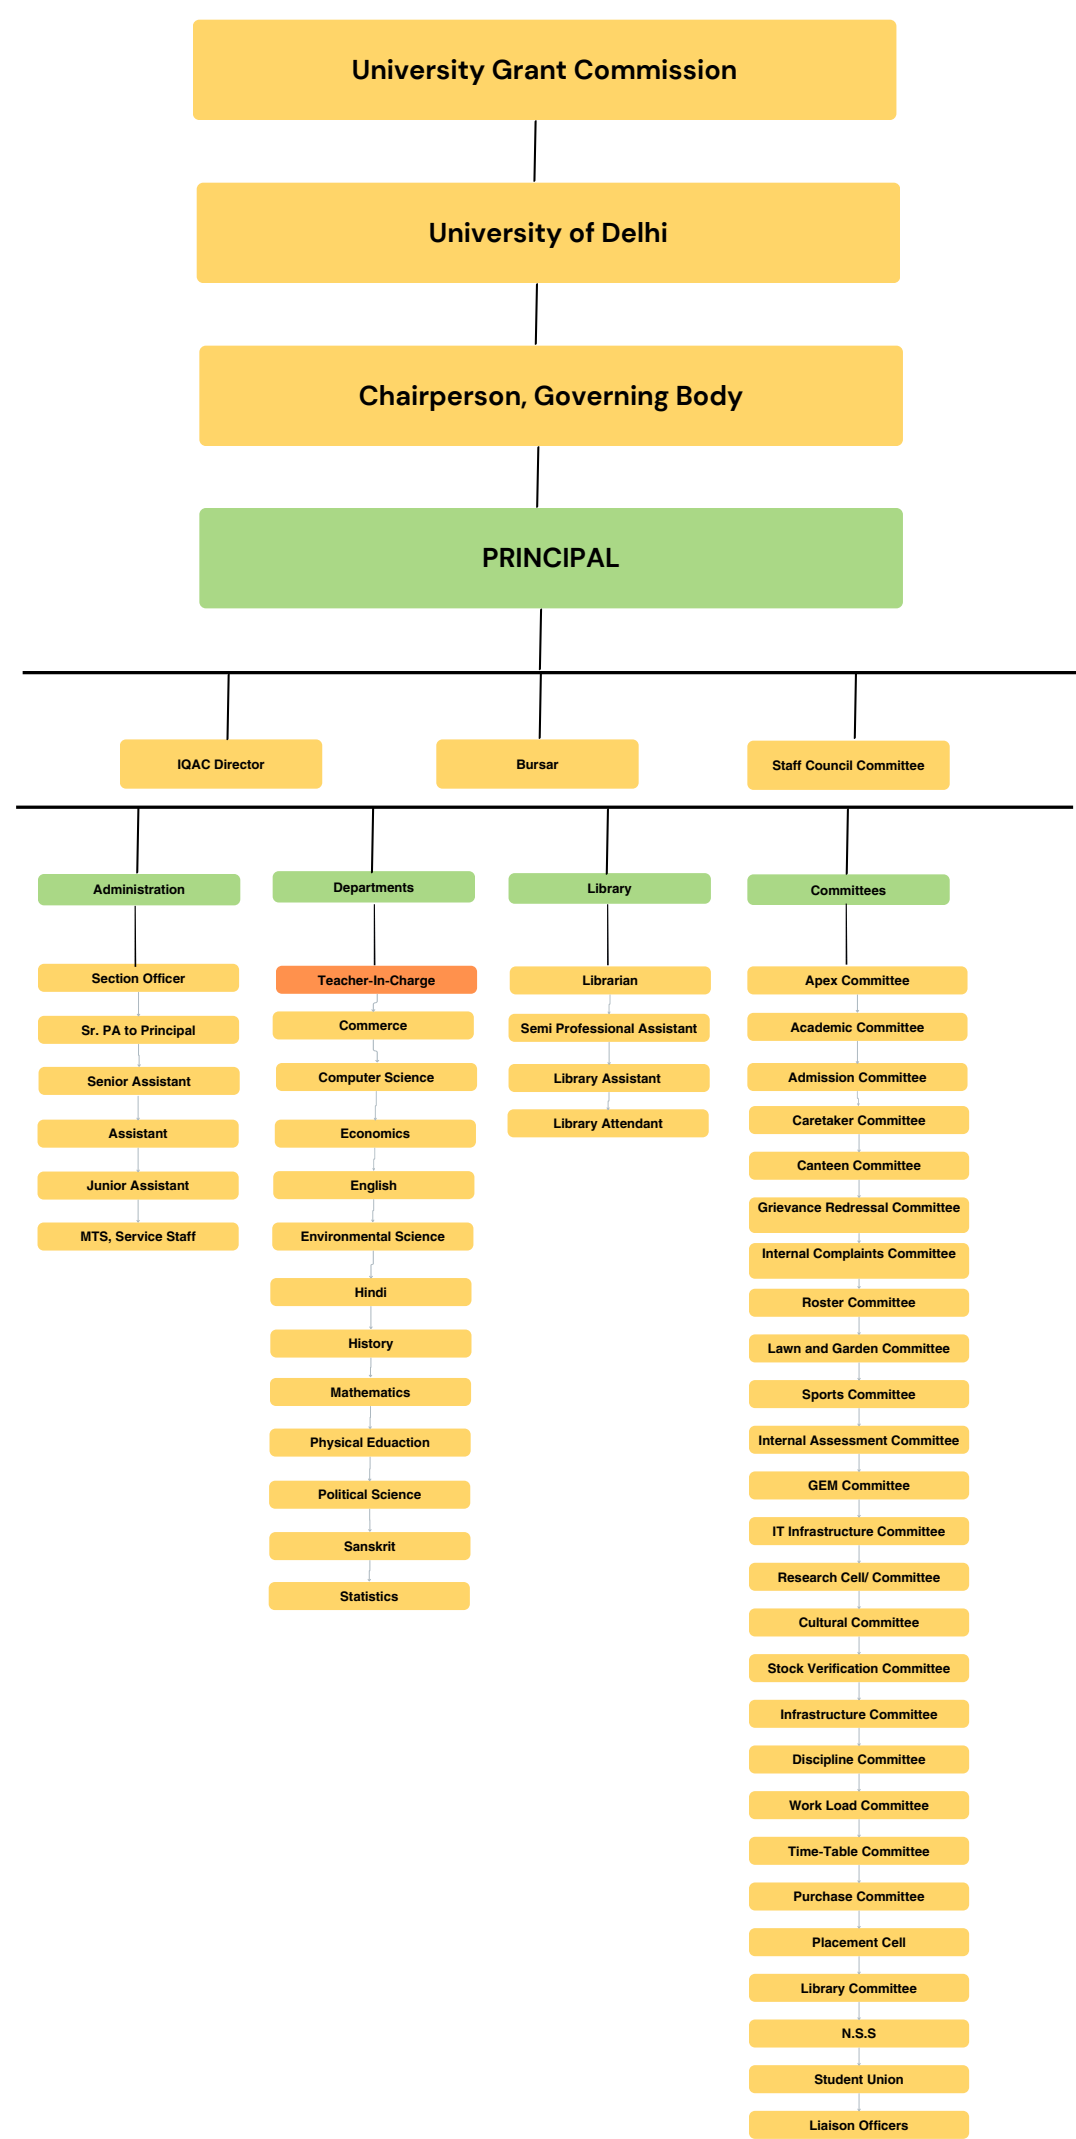 University Grant Commission
University of Delhi
Chairperson, Governing Body
PRINCIPAL
IQAC Director
Bursar
Staff Council Committee
Administration
Departments
Library
Committees
Section Officer
Sr. PA to Principal
Senior Assistant
Assistant
Junior Assistant
MTS, Service Staff
Teacher-In-Charge
Commerce
Computer Science
Economics
English
Environmental Science
Hindi
History
Mathematics
Physical Eduaction
Political Science
Sanskrit
Statistics
Librarian
Semi Professional Assistant
Library Assistant
Library Attendant
Apex Committee
Academic Committee
Admission Committee
Caretaker Committee
Canteen Committee
Grievance Redressal Committee
Internal Complaints Committee
Roster Committee
Lawn and Garden Committee
Sports Committee
Internal Assessment Committee
GEM Committee
IT Infrastructure Committee
Research Cell/ Committee
Cultural Committee
Stock Verification Committee
Infrastructure Committee
Discipline Committee
Work Load Committee
Time-Table Committee
Purchase Committee
Placement Cell
Library Committee
N.S.S
Student Union
Liaison Officers